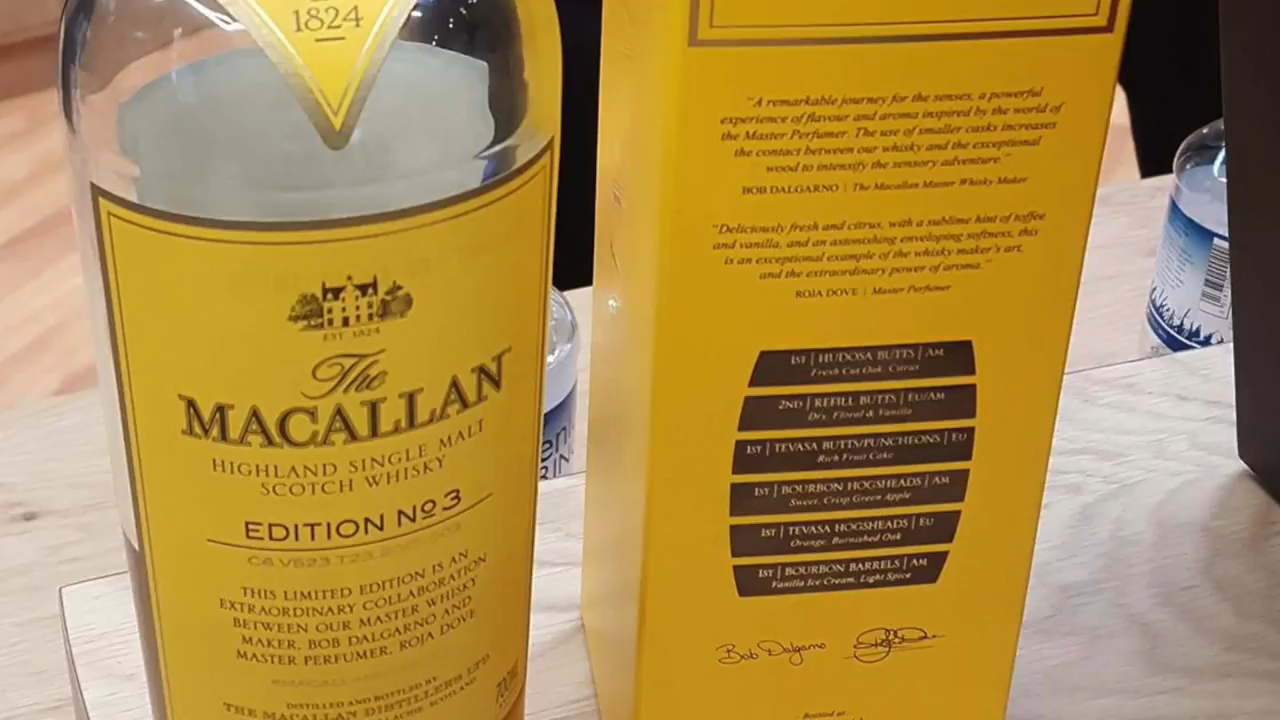 1824
EST 1824
The
MACALLAN
HIGHLAND SINGLE MALT
SCOTCH WHISKY
EDITION No 3
THIS LIMITED EDITION IS AN
EXTRAORDINARY COLLABORATION
BETWEEN OUR MASTER WHISKY
MAKER, BOB DALGARNO AND
MASTER PERFUMER, ROJA DOVE
DISTILLED AND BOTTLED BY
THE MACALLAN DISTILLERS LTD
"A remarkable journey for the senses, a powerful
experience of flavour and aroma inspired by the world of
the Master Perfumer. The use of smaller casks increases
the contact between our whisky and the exceptional
wood to intensify the sensory adventure."
BOB DALGARNO | The Macallan Master Whisky Maker
"Deliciously fresh and citrus, with a sublime hint of toffee
and vanilla, and an astonishing enveloping softness, this
is an exceptional example of the whisky maker's art,
and the extraordinary power of aroma."
ROJA DOVE | Master Perfumer
1ST | HUDOSA BUTTS | AM
Fresh Cut Oak, Citrus
2ND | REFILL BUTTS | EU/AM
Dry, Floral & Vanilla
1ST | TEVASA BUTTS/PUNCHEONS | EU
Rich Fruit Cake
1ST | BOURBON HOGSHEADS | AM
Sweet, Crisp Green Apple
1ST | TEVASA HOGSHEADS | EU
Orange, Burnished Oak
1ST | BOURBON BARRELS | AM
Vanilla Ice Cream, Light Spice
Bob Dalgarno
- Bottled at -